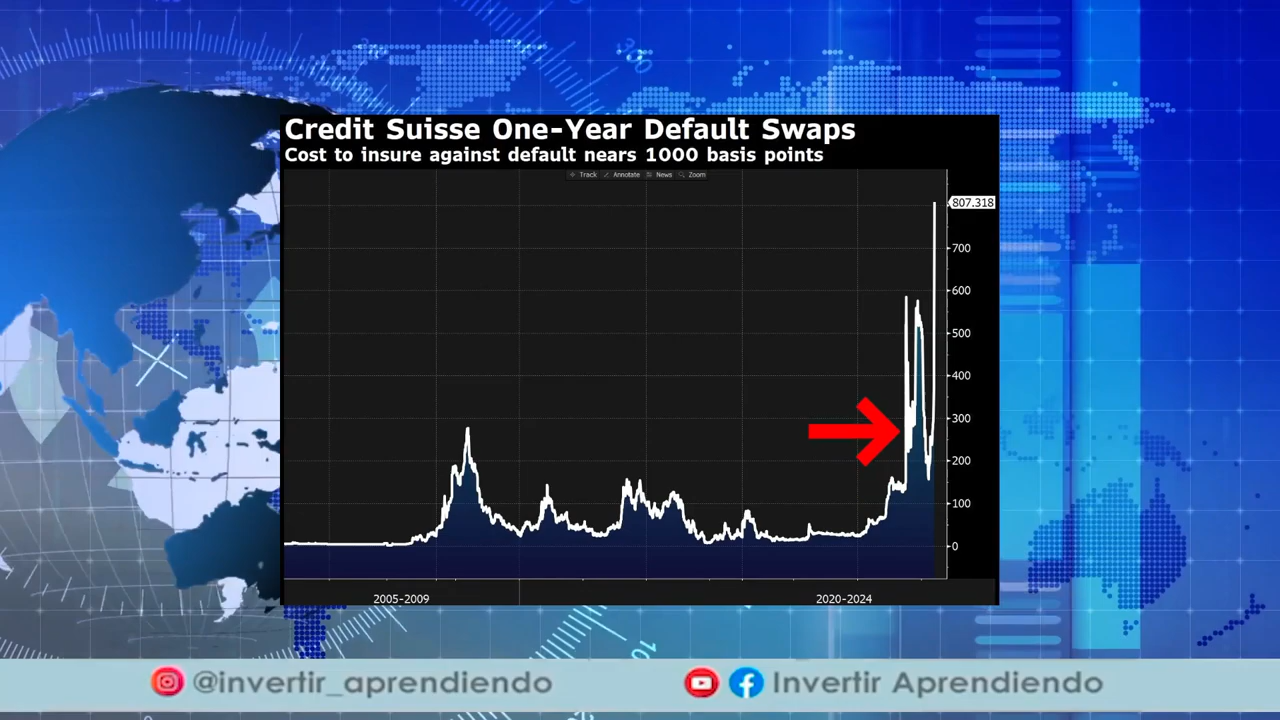 Credit Suisse One-Year Default Swaps
Cost to insure against default nears 1000 basis points
Track Annotate News Zoom
807.318
700
600
500
400
300
200
100
0
2005-2009 2020-2024
@invertir_aprendiendo Invertir Aprendiendo